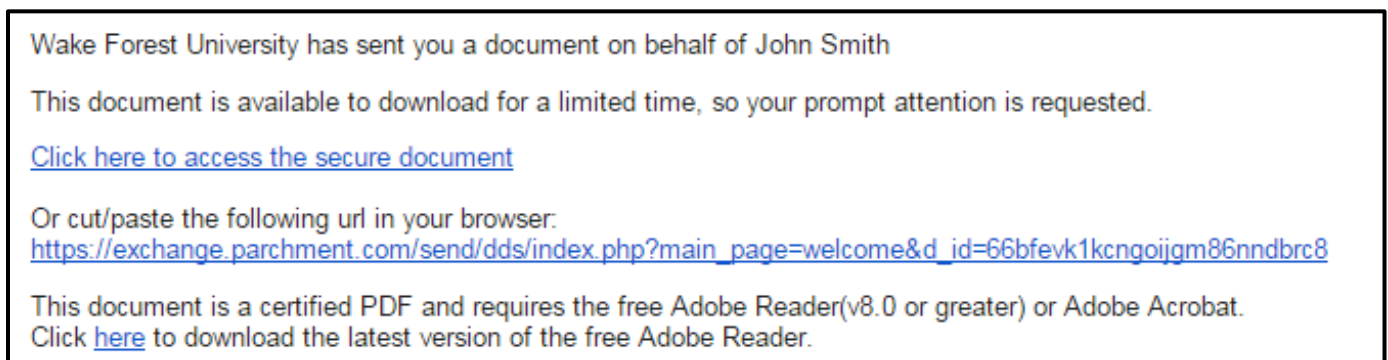 Wake Forest University has sent you a document on behalf of John Smith
This document is available to download for a limited time, so your prompt attention is requested.
Click here to access the secure document
Or cut/paste the following url in your browser:
https://exchange.parchment.com/send/dds/index.php?main_page=welcome&d_id=66bfevk1kcngoijgm86nndbrc8
This document is a certified PDF and requires the free Adobe Reader(v8.0 or greater) or Adobe Acrobat.
Click here to download the latest version of the free Adobe Reader.